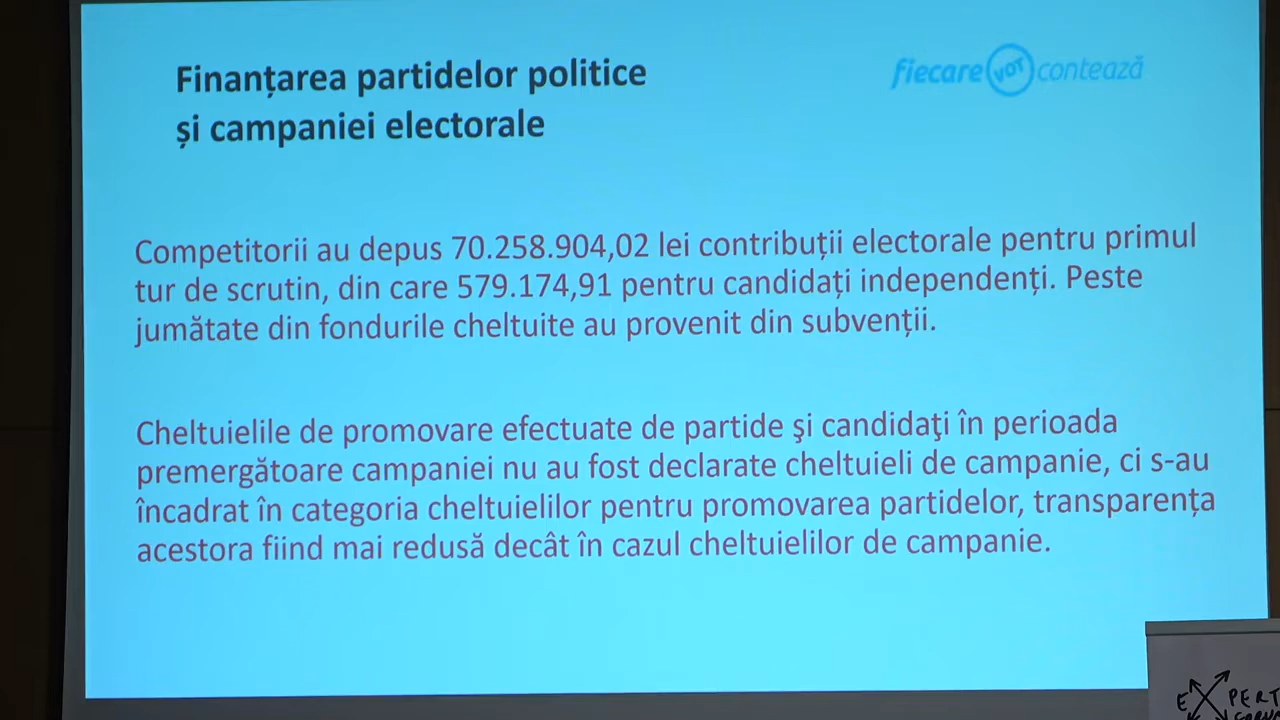 Finanțarea partidelor politice
și campaniei electorale
fiecare VOT contează
Competitorii au depus 70.258.904,02 lei contribuții electorale pentru primul
tur de scrutin, din care 579.174,91 pentru candidați independenți. Peste
jumătate din fondurile cheltuite au provenit din subvenții.
Cheltuielile de promovare efectuate de partide şi candidaţi în perioada
premergătoare campaniei nu au fost declarate cheltuieli de campanie, ci s-au
încadrat în categoria cheltuielilor pentru promovarea partidelor, transparența
acestora fiind mai redusă decât în cazul cheltuielilor de campanie.
EXPERT